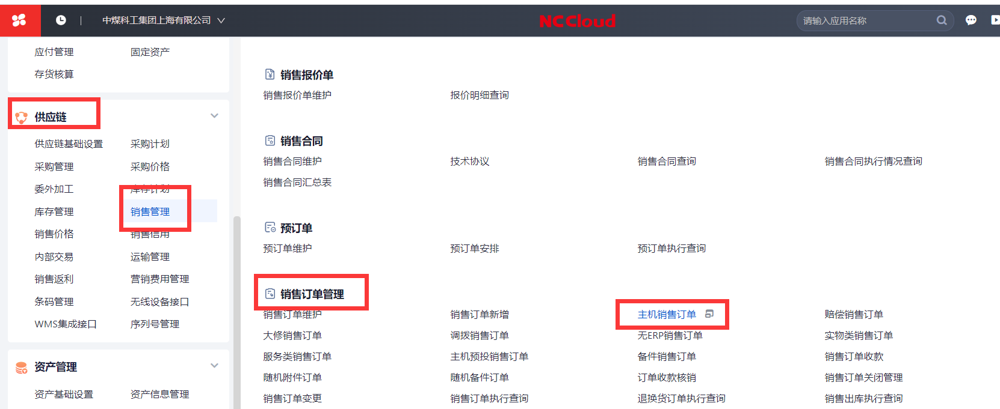 中煤科工集团上海有限公司
NCCloud
请输入应用名称
应付管理 固定资产
存货核算
供应链
供应链基础设置 采购计划
采购管理 采购价格
委外加工 库存计划
库存管理 销售管理
销售价格 销售信用
内部交易 运输管理
销售返利 营销费用管理
条码管理 无线设备接口
WMS集成接口 序列号管理
资产管理
资产基础设置 资产信息管理
销售报价单
销售报价单维护 报价明细查询
销售合同
销售合同维护 技术协议 销售合同查询 销售合同执行情况查询
销售合同汇总表
预订单
预订单维护 预订单安排 预订单执行查询
销售订单管理
销售订单维护 销售订单新增 主机销售订单 赔偿销售订单
大修销售订单 调拨销售订单 无ERP销售订单 实物类销售订单
服务类销售订单 主机预投销售订单 备件销售订单 销售订单收款
随机附件订单 随机备件订单 订单收款核销 销售订单关闭管理
销售订单变更 销售订单执行查询 退换货订单执行查询 销售出库执行查询